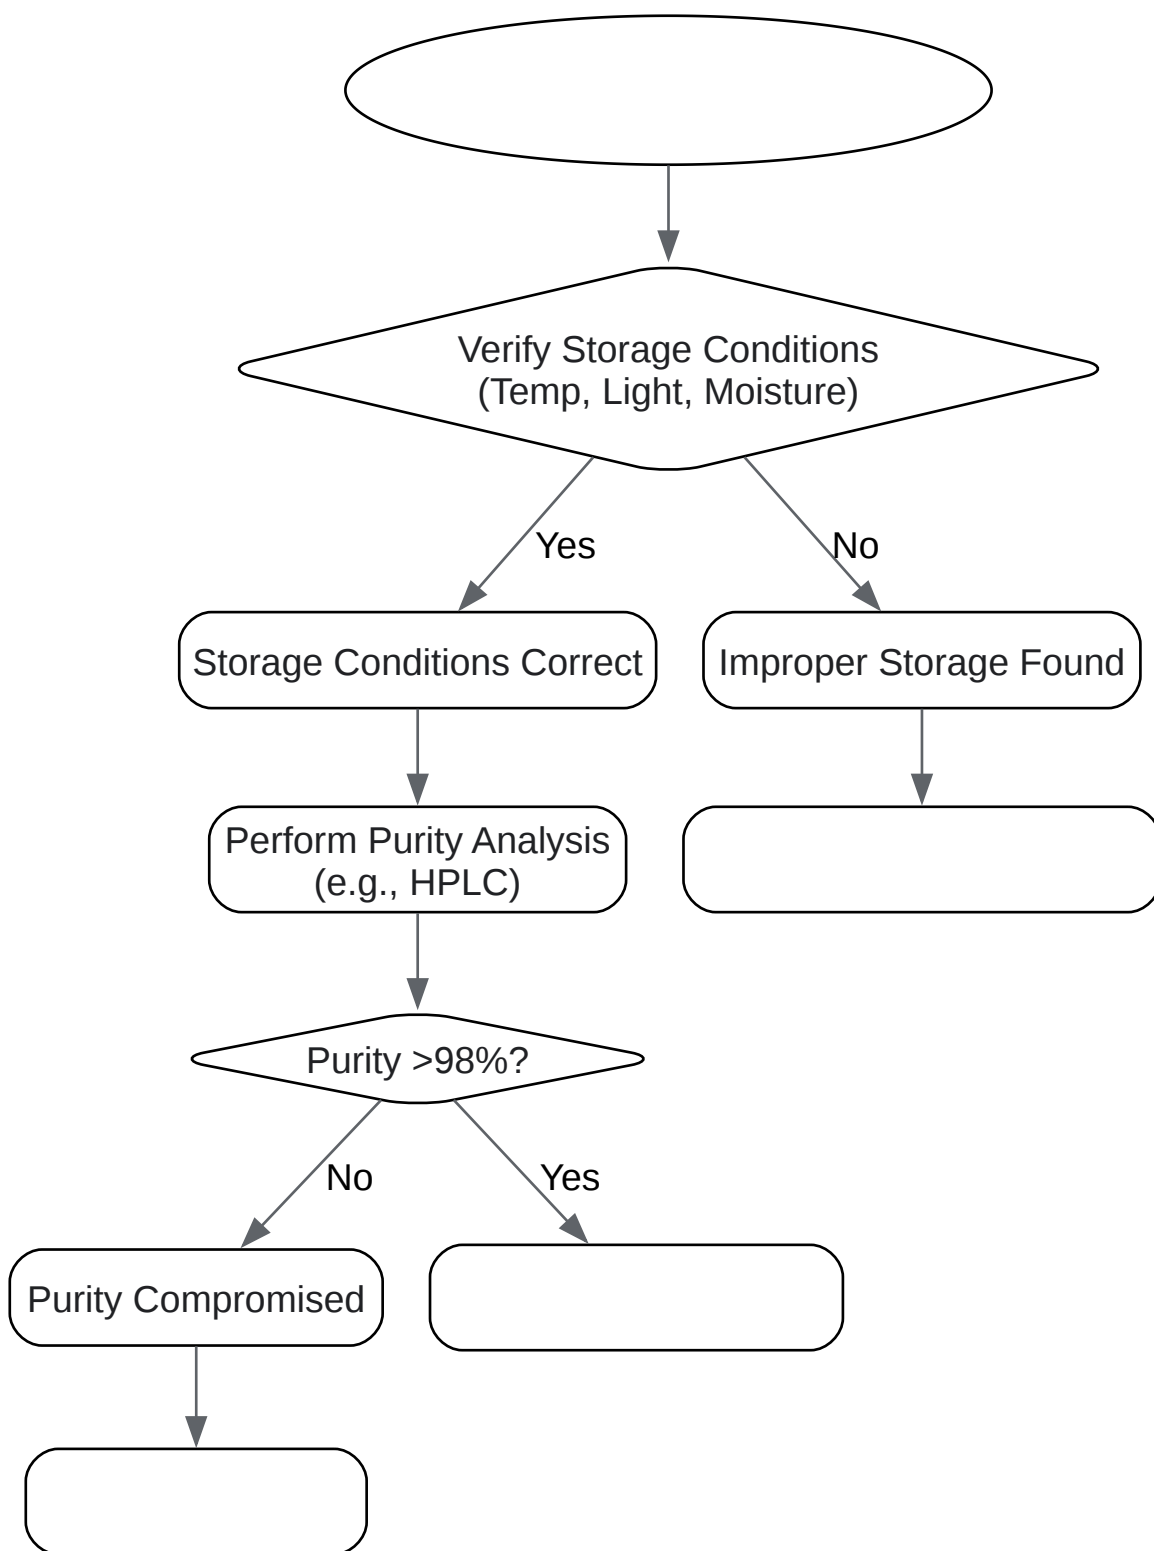 Verify Storage Conditions
(Temp, Light, Moisture)
Yes
No
Storage Conditions Correct
Improper Storage Found
Perform Purity Analysis
(e.g., HPLC)
Purity >98%?
No
Yes
Purity Compromised